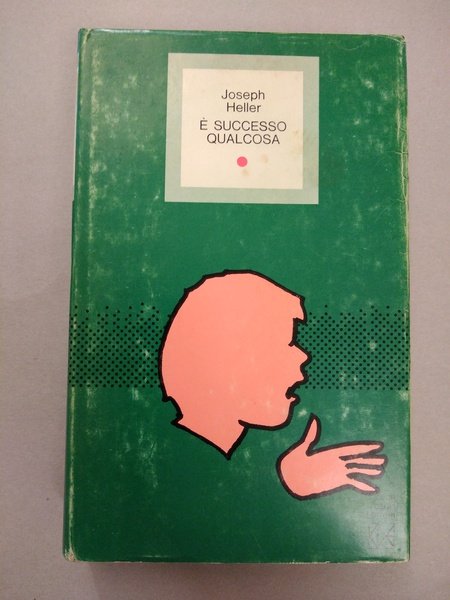 Joseph
Heller
È SUCCESSO
QUALCOSA